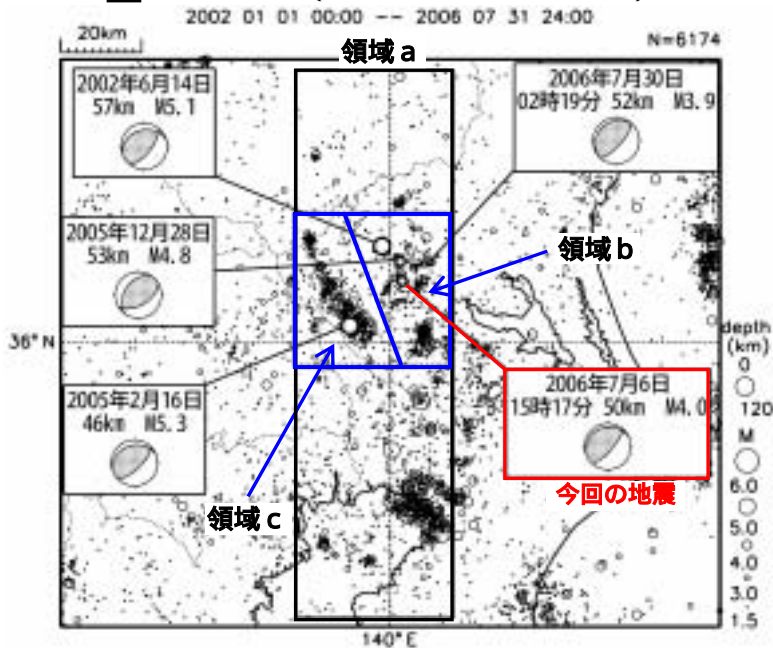 2002 01 01 00:00 -- 2006 07 31 24:00
20km
N=6174
領域a
2002年6月14日
57km M5.1
2006年7月30日
02時19分 52km M3.9
2005年12月28日
53km M4.8
領域b
36°N
depth
(km)
0
120
2005年2月16日
46km M5.3
2006年7月6日
15時17分 50km M4.0
今回の地震
領域c
M
6.0
5.0
4.0
3.0
1.5
140°E